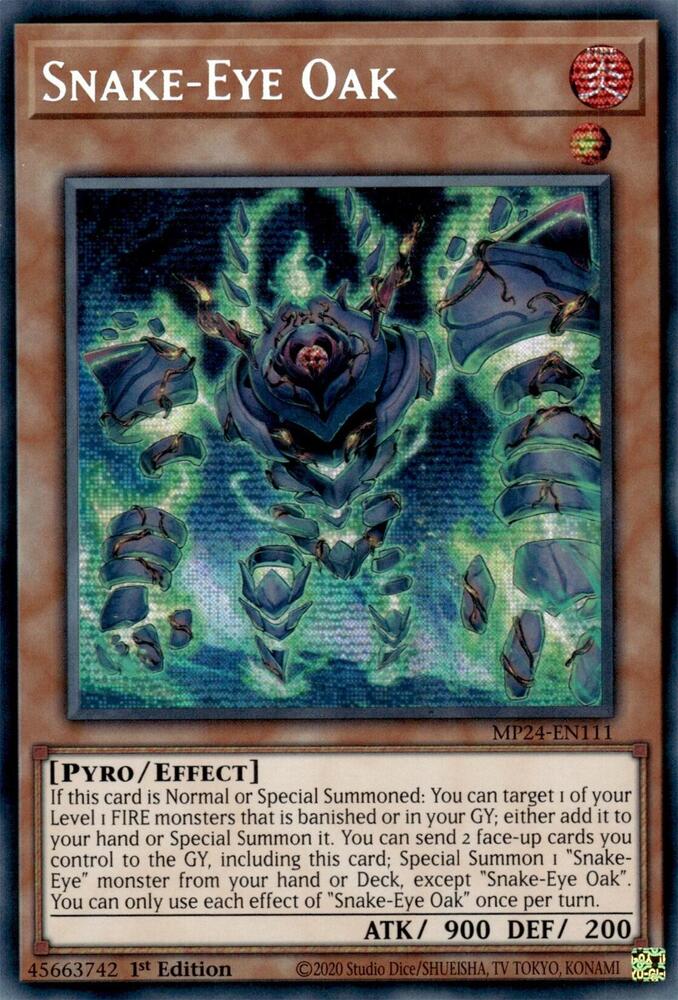 Snake-Eye Oak
炎
MP24-EN111
[Pyro/Effect]
If this card is Normal or Special Summoned: You can target 1 of your
Level 1 FIRE monsters that is banished or in your GY; either add it to
your hand or Special Summon it. You can send 2 face-up cards you
control to the GY, including this card; Special Summon 1 "Snake-
Eye" monster from your hand or Deck, except "Snake-Eye Oak".
You can only use each effect of "Snake-Eye Oak" once per turn.
ATK/ 900 DEF/ 200
45663742 1st Edition ©2020 Studio Dice/SHUEISHA, TV TOKYO, KONAMI